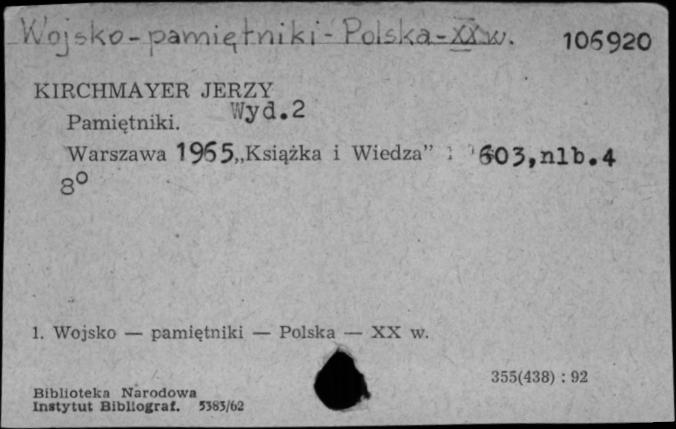 Wojsko - pamiętniki - Polska - XX w. 106920
KIRCHMAYER JERZY
Pamiętniki. Wyd.2
Warszawa 1965 „Książka i Wiedza” 603, nlb.4
8°
1. Wojsko — pamiętniki — Polska — XX w.
355(438) : 92
Biblioteka Narodowa
Instytut Bibliograf. 5383/62